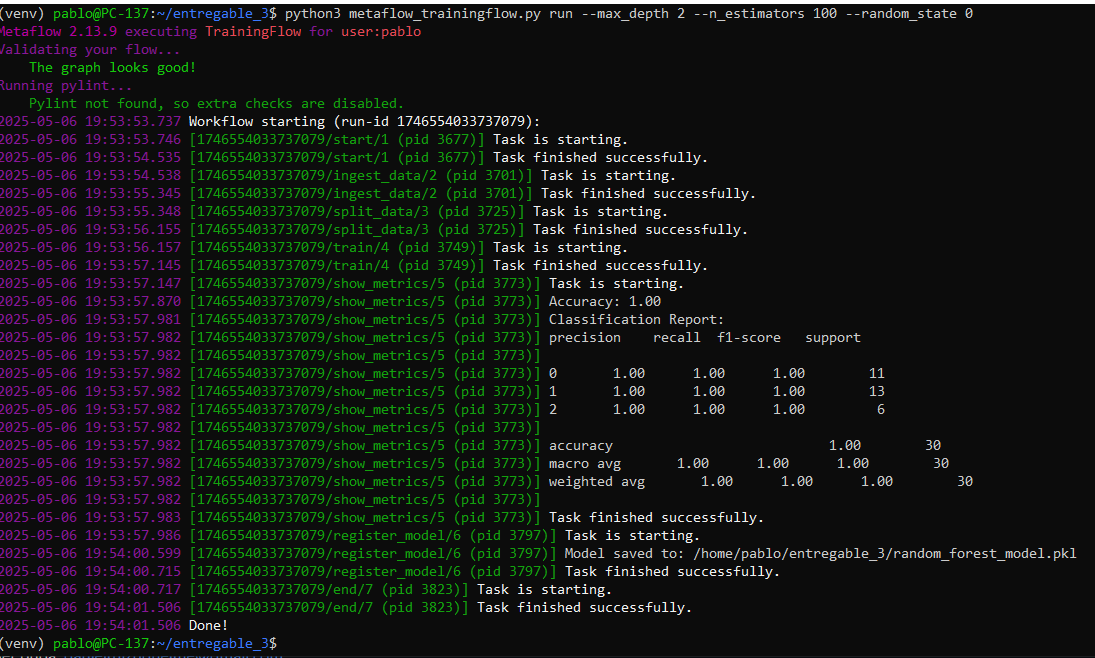 (venv) pablo@PC-137:~/entregable_3$ python3 metaflow_trainingflow.py run --max_depth 2 --n_estimators 100 --random_state 0
Metaflow 2.13.9 executing TrainingFlow for user:pablo
Validating your flow...
    The graph looks good!
Running pylint...
    Pylint not found, so extra checks are disabled.
2025-05-06 19:53:53.737 Workflow starting (run-id 1746554033737079):
2025-05-06 19:53:53.746 [1746554033737079/start/1 (pid 3677)] Task is starting.
2025-05-06 19:53:54.535 [1746554033737079/start/1 (pid 3677)] Task finished successfully.
2025-05-06 19:53:54.538 [1746554033737079/ingest_data/2 (pid 3701)] Task is starting.
2025-05-06 19:53:55.345 [1746554033737079/ingest_data/2 (pid 3701)] Task finished successfully.
2025-05-06 19:53:55.348 [1746554033737079/split_data/3 (pid 3725)] Task is starting.
2025-05-06 19:53:56.155 [1746554033737079/split_data/3 (pid 3725)] Task finished successfully.
2025-05-06 19:53:56.157 [1746554033737079/train/4 (pid 3749)] Task is starting.
2025-05-06 19:53:57.145 [1746554033737079/train/4 (pid 3749)] Task finished successfully.
2025-05-06 19:53:57.147 [1746554033737079/show_metrics/5 (pid 3773)] Task is starting.
2025-05-06 19:53:57.870 [1746554033737079/show_metrics/5 (pid 3773)] Accuracy: 1.00
2025-05-06 19:53:57.981 [1746554033737079/show_metrics/5 (pid 3773)] Classification Report:
2025-05-06 19:53:57.982 [1746554033737079/show_metrics/5 (pid 3773)] precision    recall  f1-score   support
2025-05-06 19:53:57.982 [1746554033737079/show_metrics/5 (pid 3773)]
2025-05-06 19:53:57.982 [1746554033737079/show_metrics/5 (pid 3773)] 0       1.00      1.00      1.00        11
2025-05-06 19:53:57.982 [1746554033737079/show_metrics/5 (pid 3773)] 1       1.00      1.00      1.00        13
2025-05-06 19:53:57.982 [1746554033737079/show_metrics/5 (pid 3773)] 2       1.00      1.00      1.00         6
2025-05-06 19:53:57.982 [1746554033737079/show_metrics/5 (pid 3773)]
2025-05-06 19:53:57.982 [1746554033737079/show_metrics/5 (pid 3773)] accuracy                           1.00        30
2025-05-06 19:53:57.982 [1746554033737079/show_metrics/5 (pid 3773)] macro avg       1.00      1.00      1.00        30
2025-05-06 19:53:57.982 [1746554033737079/show_metrics/5 (pid 3773)] weighted avg       1.00      1.00      1.00        30
2025-05-06 19:53:57.982 [1746554033737079/show_metrics/5 (pid 3773)]
2025-05-06 19:53:57.983 [1746554033737079/show_metrics/5 (pid 3773)] Task finished successfully.
2025-05-06 19:53:57.986 [1746554033737079/register_model/6 (pid 3797)] Task is starting.
2025-05-06 19:54:00.599 [1746554033737079/register_model/6 (pid 3797)] Model saved to: /home/pablo/entregable_3/random_forest_model.pkl
2025-05-06 19:54:00.715 [1746554033737079/register_model/6 (pid 3797)] Task finished successfully.
2025-05-06 19:54:00.717 [1746554033737079/end/7 (pid 3823)] Task is starting.
2025-05-06 19:54:01.506 [1746554033737079/end/7 (pid 3823)] Task finished successfully.
2025-05-06 19:54:01.506 Done!
(venv) pablo@PC-137:~/entregable_3$